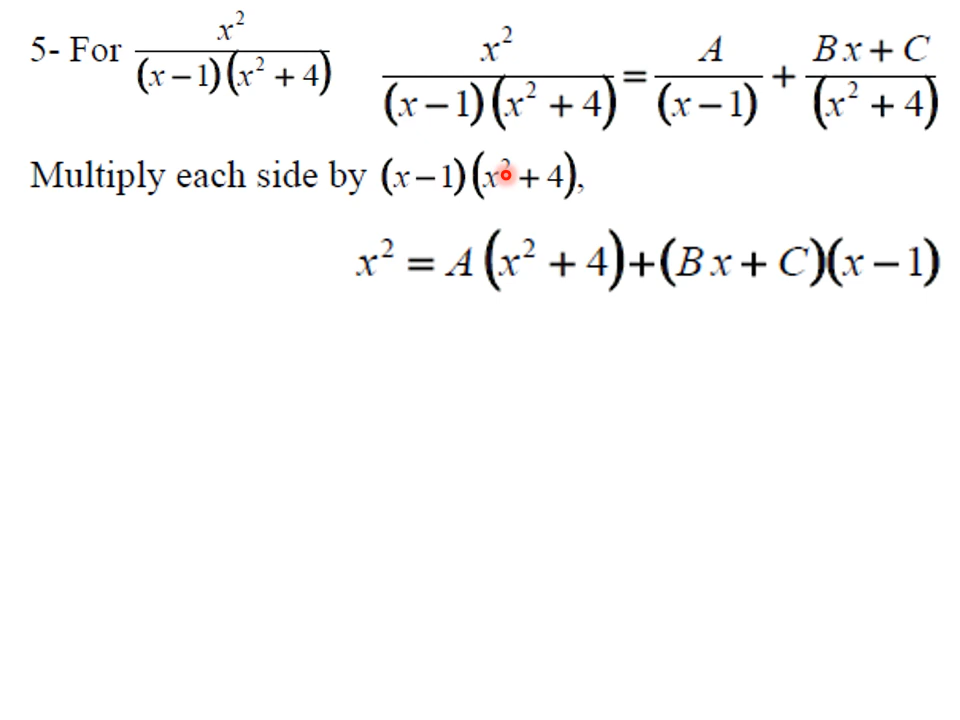 5- For x²/((x−1)(x²+4))   x²/((x−1)(x²+4)) = A/(x−1) + (Bx+C)/(x²+4)
Multiply each side by (x−1)(x²+4),
x² = A(x²+4)+(Bx+C)(x−1)